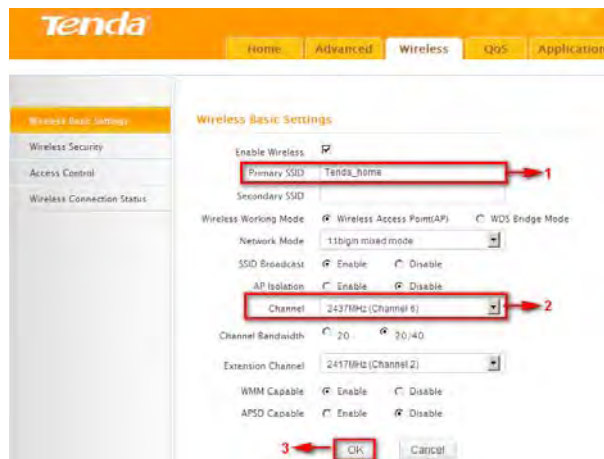 Tenda
Home Advanced Wireless QoS Application
Wireless Basic Settings
Wireless Security
Access Control
Wireless Connection Status
Wireless Basic Settings
Enable Wireless
Primary SSID Tenda_home 1
Secondary SSID
Wireless Working Mode Wireless Access Point(AP) WDS Bridge Mode
Network Mode 11bgn mixed mode
SSID Broadcast Enable Disable
AP Isolation Enable Disable
Channel 2437MHz (Channel 6) 2
Channel Bandwidth 20 20/40
Extension Channel 2417MHz (Channel 2)
WMM Capable Enable Disable
APSD Capable Enable Disable
3 OK Cancel